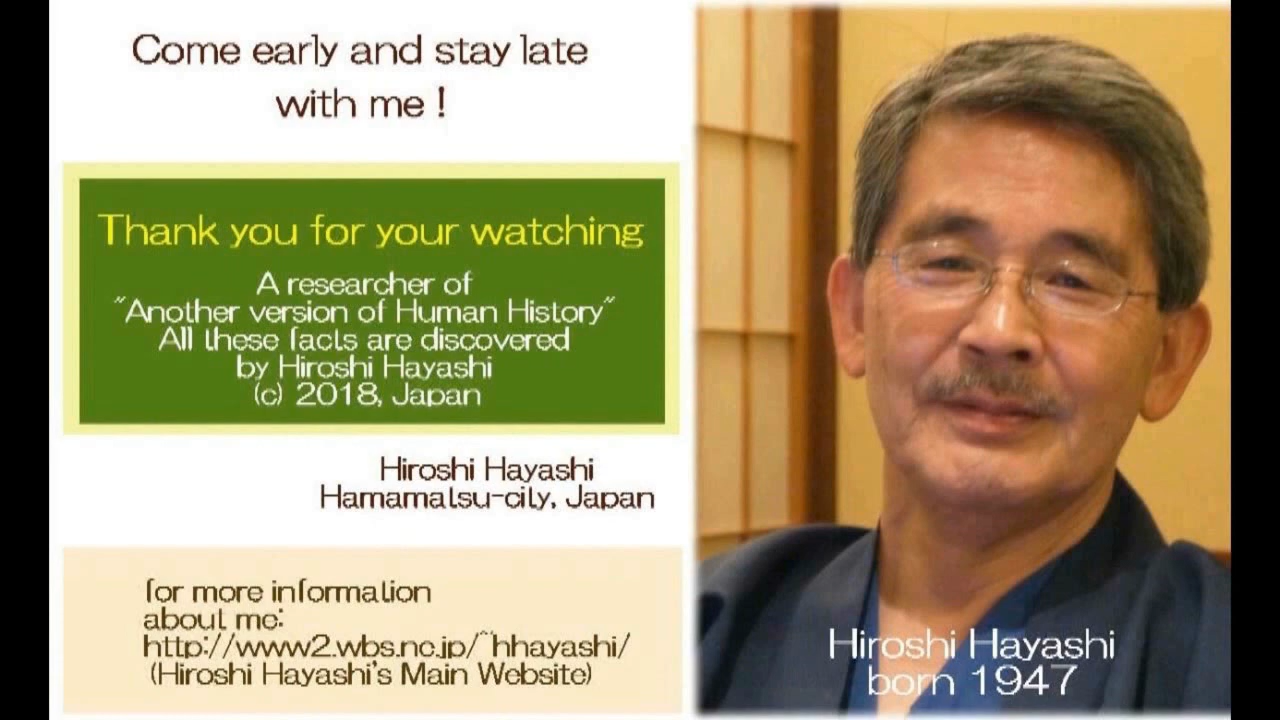 Come early and stay late
with me !
Thank you for your watching
A researcher of
"Another version of Human History"
All these facts are discovered
by Hiroshi Hayashi
(c) 2018, Japan
Hiroshi Hayashi
Hamamatsu-city, Japan
for more information
about me:
http://www2.wbs.ne.jp/~hhayashi/
(Hiroshi Hayashi's Main Website)
Hiroshi Hayashi
born 1947